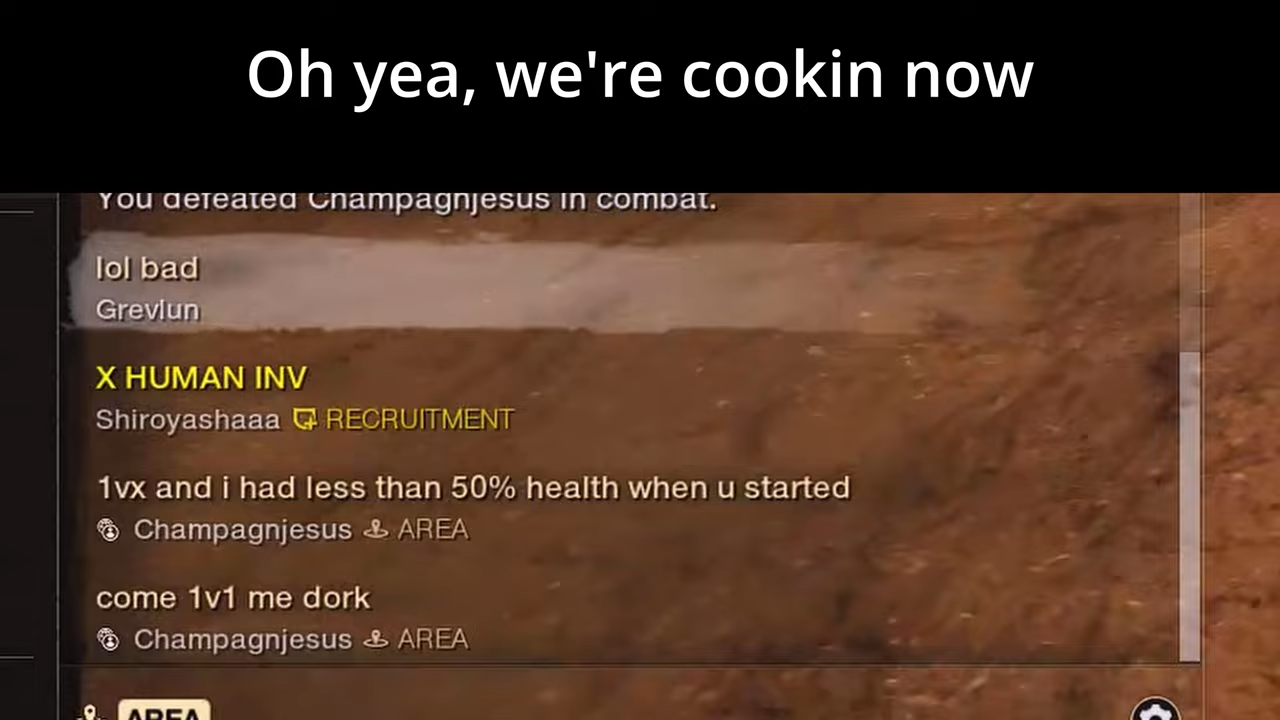 Oh yea, we're cookin now
You defeated Champagnjesus in combat.
lol bad
Grevlun
X HUMAN INV
Shiroyashaaa RECRUITMENT
1vx and i had less than 50% health when u started
Champagnjesus AREA
come 1v1 me dork
Champagnjesus AREA
AREA